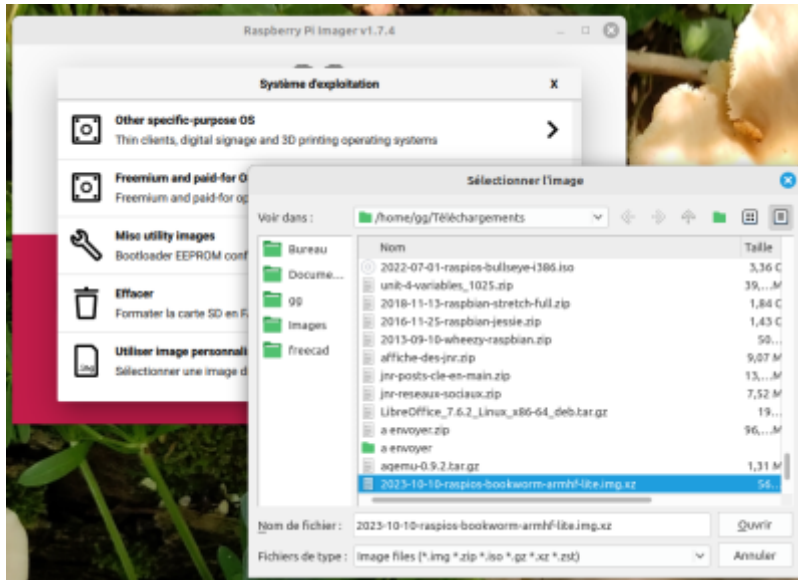 Raspberry Pi Imager v1.7.4
Système d'exploitation
X
Other specific-purpose OS
Thin clients, digital signage and 3D printing operating systems
Freemium and paid-for O
Freemium and paid-for op
Misc utility images
Bootloader EEPROM conf
Effacer
Formater la carte SD en F
Utiliser image personnali
Sélectionner une image d
Sélectionner l'image
Voir dans :
/home/gg/Téléchargements
Bureau
Docume...
gg
Images
freecad
Nom Taille
2022-07-01-raspios-bullseye-i386.iso 3,36 G
unit-4-variables_1025.zip 39,...M
2018-11-13-raspbian-stretch-full.zip 1,84 G
2016-11-25-raspbian-jessie.zip 1,43 G
2013-09-10-wheezy-raspbian.zip 50...
affiche-des-jnr.zip 9,07 M
jnr-posts-cle-en-main.zip 13,...M
jnr-reseaux-sociaux.zip 7,52 M
LibreOffice_7.6.2_Linux_x86-64_deb.tar.gz 19...
a envoyer.zip 96,...M
a envoyer
aqemu-0.9.2.tar.gz 1,31 M
2023-10-10-raspios-bookworm-armhf-lite.img.xz 56...
Nom de fichier : 2023-10-10-raspios-bookworm-armhf-lite.img.xz Ouvrir
Fichiers de type : Image files (*.img *.zip *.iso *.gz *.xz *.zst) Annuler